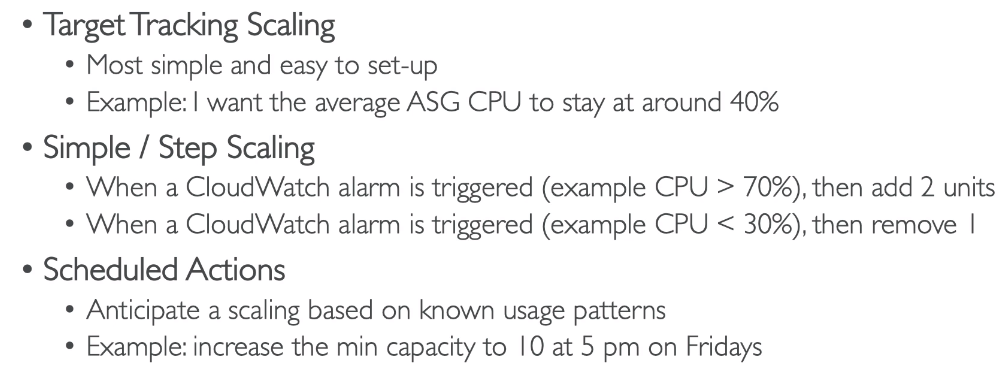 • Target Tracking Scaling
• Most simple and easy to set-up
• Example: I want the average ASG CPU to stay at around 40%
• Simple / Step Scaling
• When a CloudWatch alarm is triggered (example CPU > 70%), then add 2 units
• When a CloudWatch alarm is triggered (example CPU < 30%), then remove 1
• Scheduled Actions
• Anticipate a scaling based on known usage patterns
• Example: increase the min capacity to 10 at 5 pm on Fridays